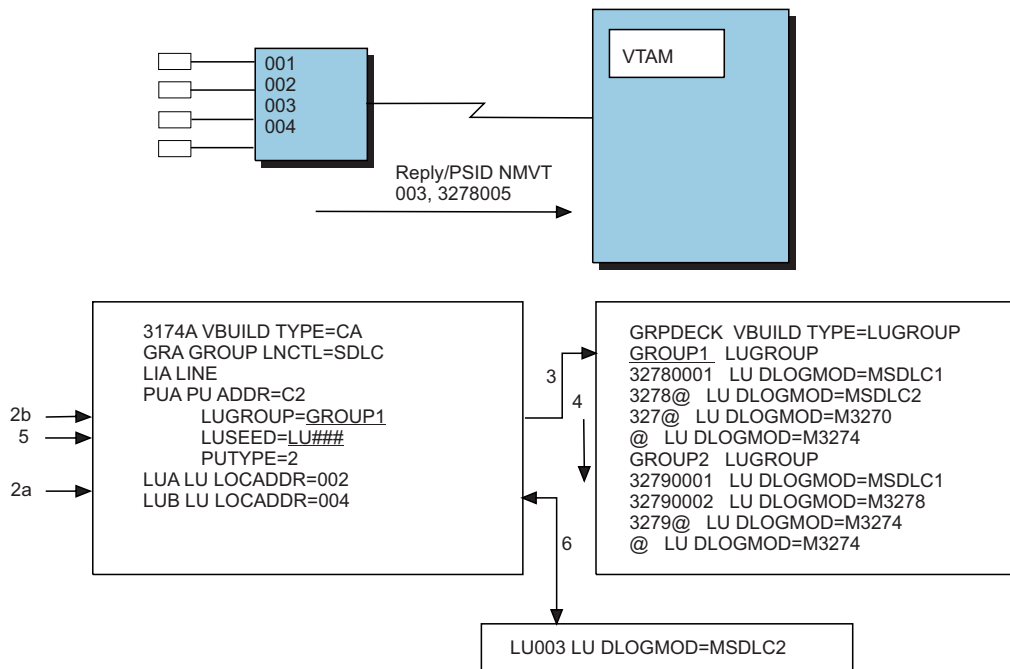 001
002
003
004
VTAM
Reply/PSID NMVT
003, 3278005
3174A VBUILD TYPE=CA
GRA GROUP LNCTL=SDLC
LIA LINE
PUA PU ADDR=C2
LUGROUP=GROUP1
LUSEED=LU###
PUTYPE=2
LUA LU LOCADDR=002
LUB LU LOCADDR=004
2b
5
2a
3
4
GRPDECK VBUILD TYPE=LUGROUP
GROUP1 LUGROUP
32780001 LU DLOGMOD=MSDLC1
3278@ LU DLOGMOD=MSDLC2
327@ LU DLOGMOD=M3270
@ LU DLOGMOD=M3274
GROUP2 LUGROUP
32790001 LU DLOGMOD=MSDLC1
32790002 LU DLOGMOD=M3278
3279@ LU DLOGMOD=M3274
@ LU DLOGMOD=M3274
6
LU003 LU DLOGMOD=MSDLC2